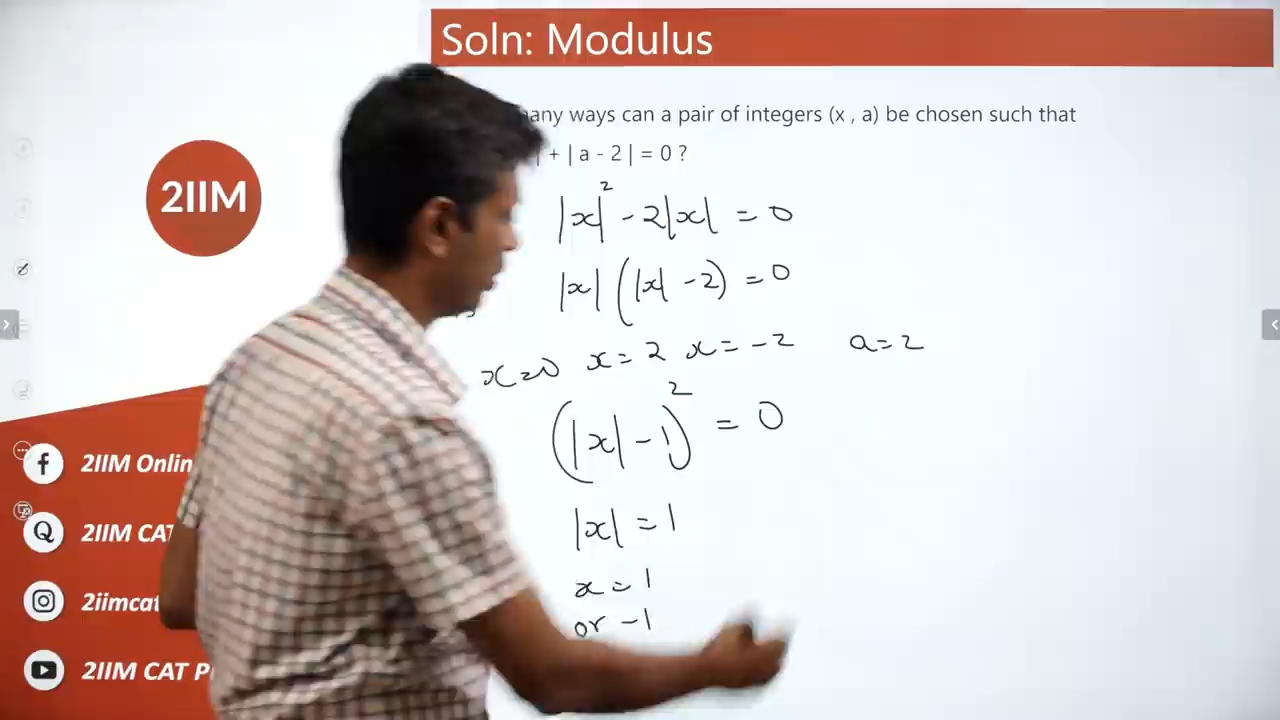 Soln: Modulus
many ways can a pair of integers (x , a) be chosen such that
| + | a - 2 | = 0 ?
2IIM
|x|² - 2|x| = 0
|x| (|x| - 2) = 0
x=0 x=2 x=-2 a=2
(|x| - 1)² = 0
|x| = 1
x = 1
or -1
2IIM Onlin
2IIM CAT
2iimcat
2IIM CAT P